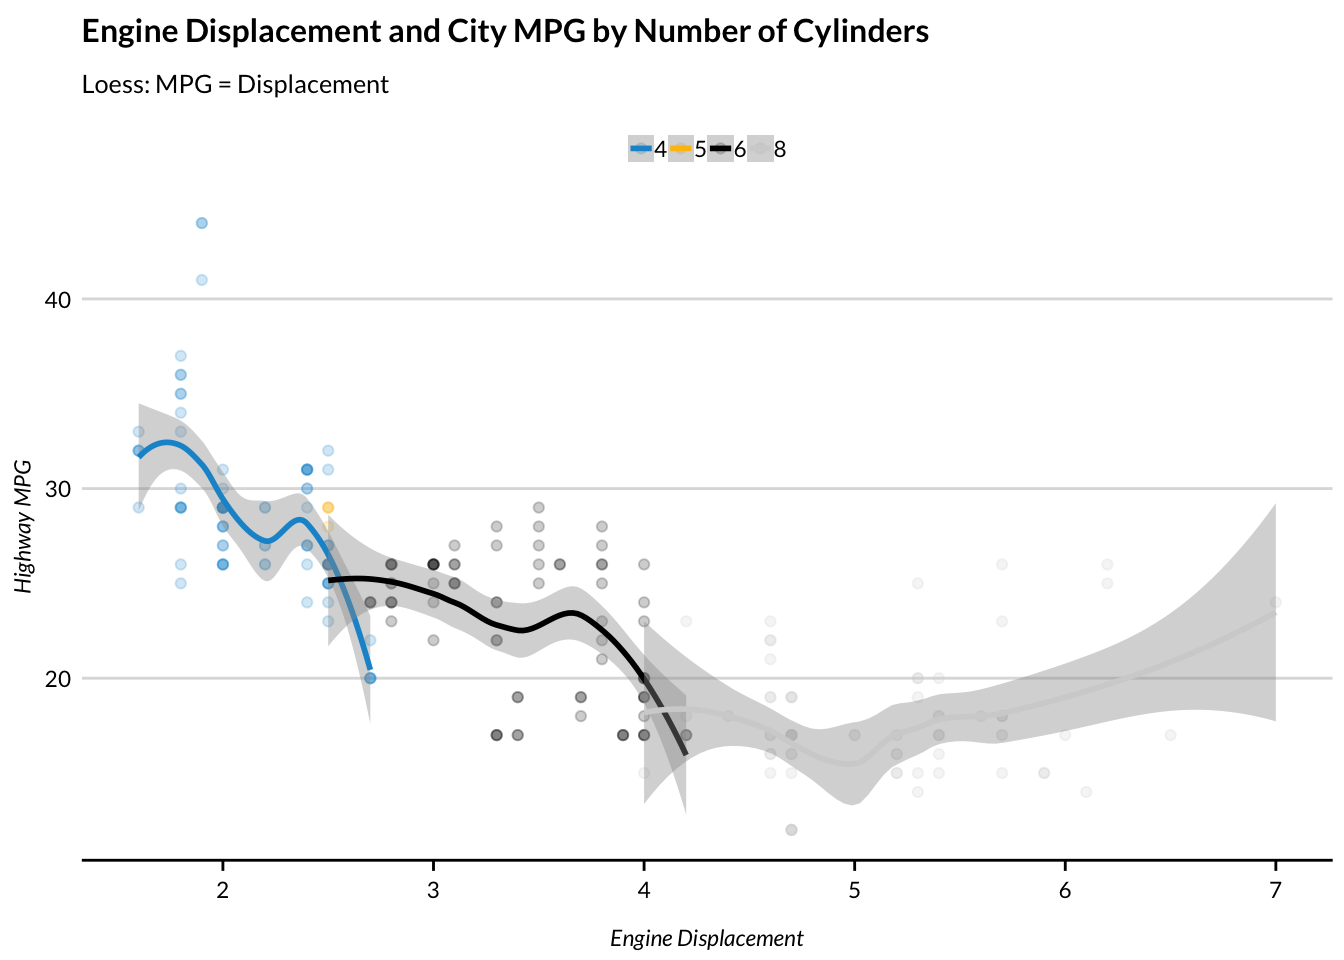 Engine Displacement and City MPG by Number of Cylinders
Loess: MPG = Displacement
4 5 6 8
40
30
20
Highway MPG
2 3 4 5 6 7
Engine Displacement